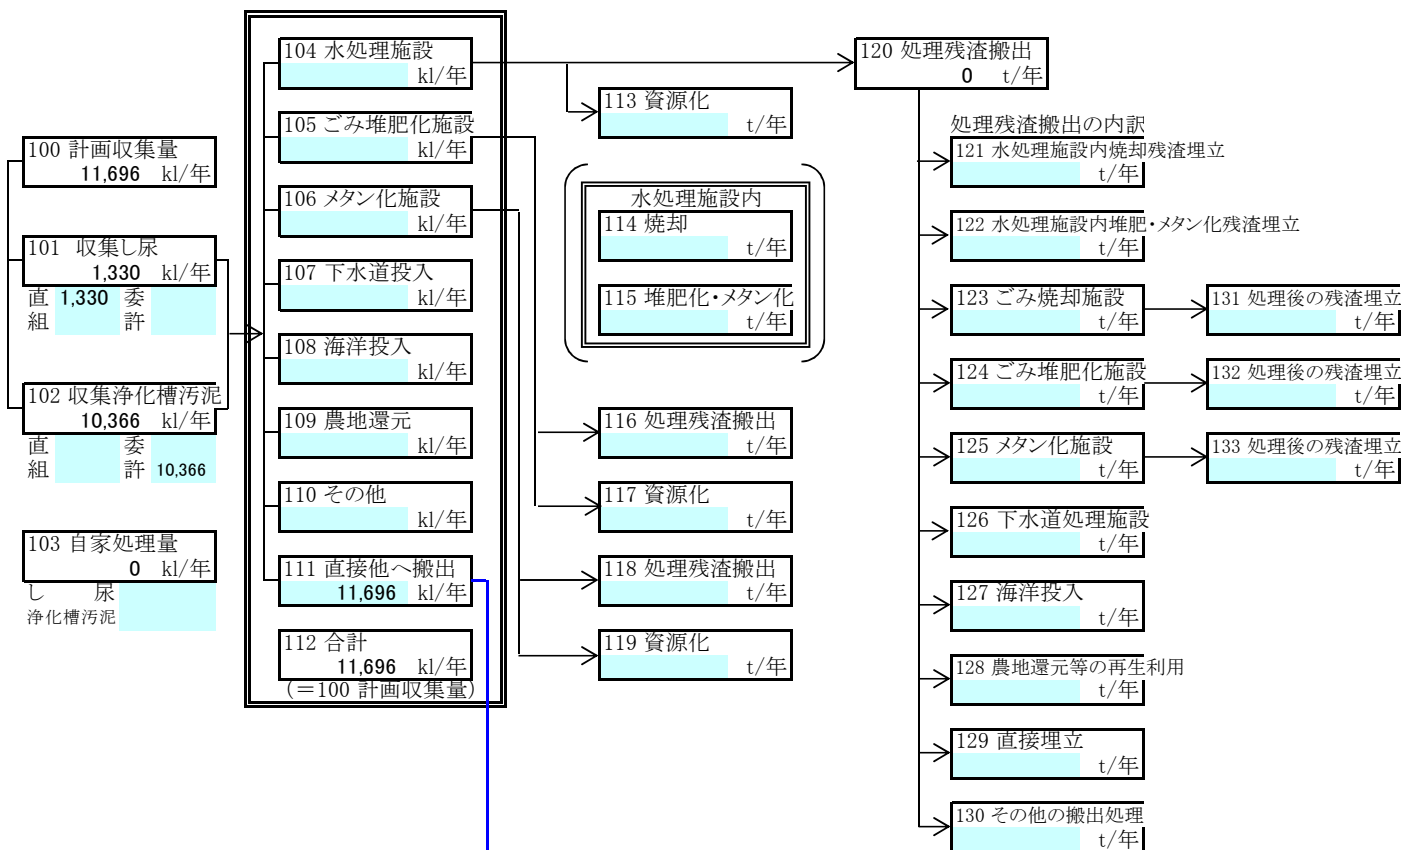 100 計画収集量
11,696 kl/年
101 収集し尿
1,330 kl/年
直 1,330 委
組 許
102 収集浄化槽汚泥
10,366 kl/年
直 委
組 許 10,366
103 自家処理量
0 kl/年
し 尿
浄化槽汚泥
104 水処理施設
kl/年
105 ごみ堆肥化施設
kl/年
106 メタン化施設
kl/年
107 下水道投入
kl/年
108 海洋投入
kl/年
109 農地還元
kl/年
110 その他
kl/年
111 直接他へ搬出
11,696 kl/年
112 合計
11,696 kl/年
(＝100 計画収集量)
113 資源化
t/年
水処理施設内
114 焼却
t/年
115 堆肥化・メタン化
t/年
116 処理残渣搬出
t/年
117 資源化
t/年
118 処理残渣搬出
t/年
119 資源化
t/年
120 処理残渣搬出
0 t/年
処理残渣搬出の内訳
121 水処理施設内焼却残渣埋立
t/年
122 水処理施設内堆肥・メタン化残渣埋立
t/年
123 ごみ焼却施設
t/年
124 ごみ堆肥化施設
t/年
125 メタン化施設
t/年
126 下水道処理施設
t/年
127 海洋投入
t/年
128 農地還元等の再生利用
t/年
129 直接埋立
t/年
130 その他の搬出処理
t/年
131 処理後の残渣埋立
t/年
132 処理後の残渣埋立
t/年
133 処理後の残渣埋立
t/年